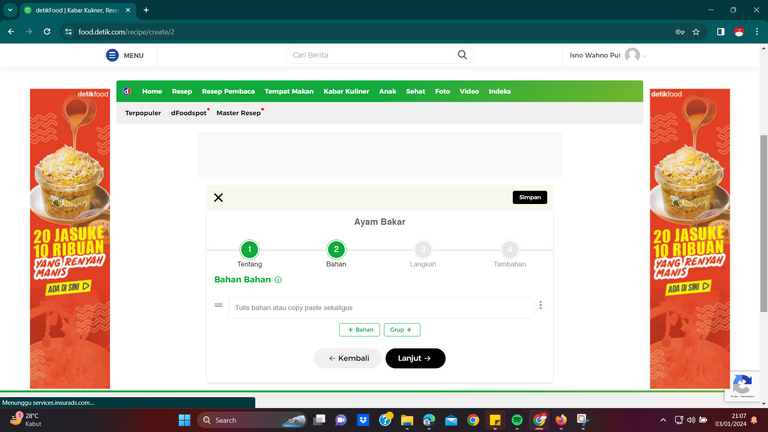 detikFood | Kabar Kuliner, Rese
food.detik.com/recipe/create/2
MENU
Cari Berita
Isno Wahno Put
detikfood
20 JASUKE
10 RIBUAN
YANG RENYAH
MANIS
ADA DI SINI
d
Home
Resep
Resep Pembaca
Tempat Makan
Kabar Kuliner
Anak
Sehat
Foto
Video
Indeks
Terpopuler
dFoodspot
Master Resep
Simpan
Ayam Bakar
1
2
3
4
Tentang
Bahan
Langkah
Tambahan
Bahan Bahan
Tulis bahan atau copy paste sekaligus
+ Bahan
Grup +
← Kembali
Lanjut →
detikfood
20 JASUKE
10 RIBUAN
YANG RENYAH
MANIS
ADA DI SINI
Menunggu services.insurads.com...
28°C
Kabut
Search
21:07
03/01/2024